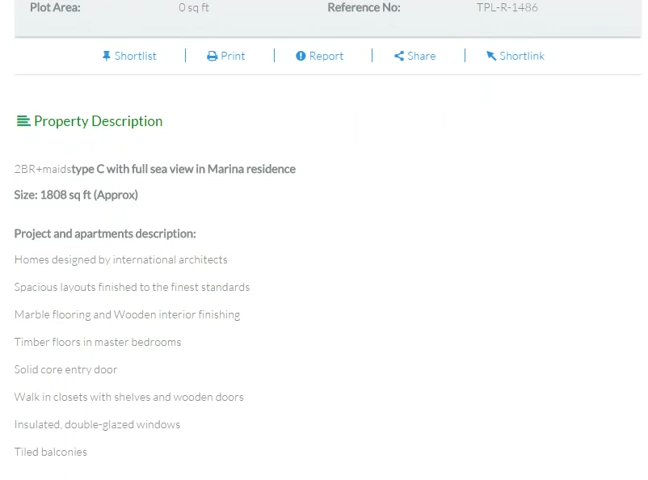 Plot Area: 0 sq ft Reference No: TPL-R-1486
Shortlist Print Report Share Shortlink
Property Description
2BR+maidstype C with full sea view in Marina residence
Size: 1808 sq ft (Approx)
Project and apartments description:
Homes designed by international architects
Spacious layouts finished to the finest standards
Marble flooring and Wooden interior finishing
Timber floors in master bedrooms
Solid core entry door
Walk in closets with shelves and wooden doors
Insulated, double-glazed windows
Tiled balconies